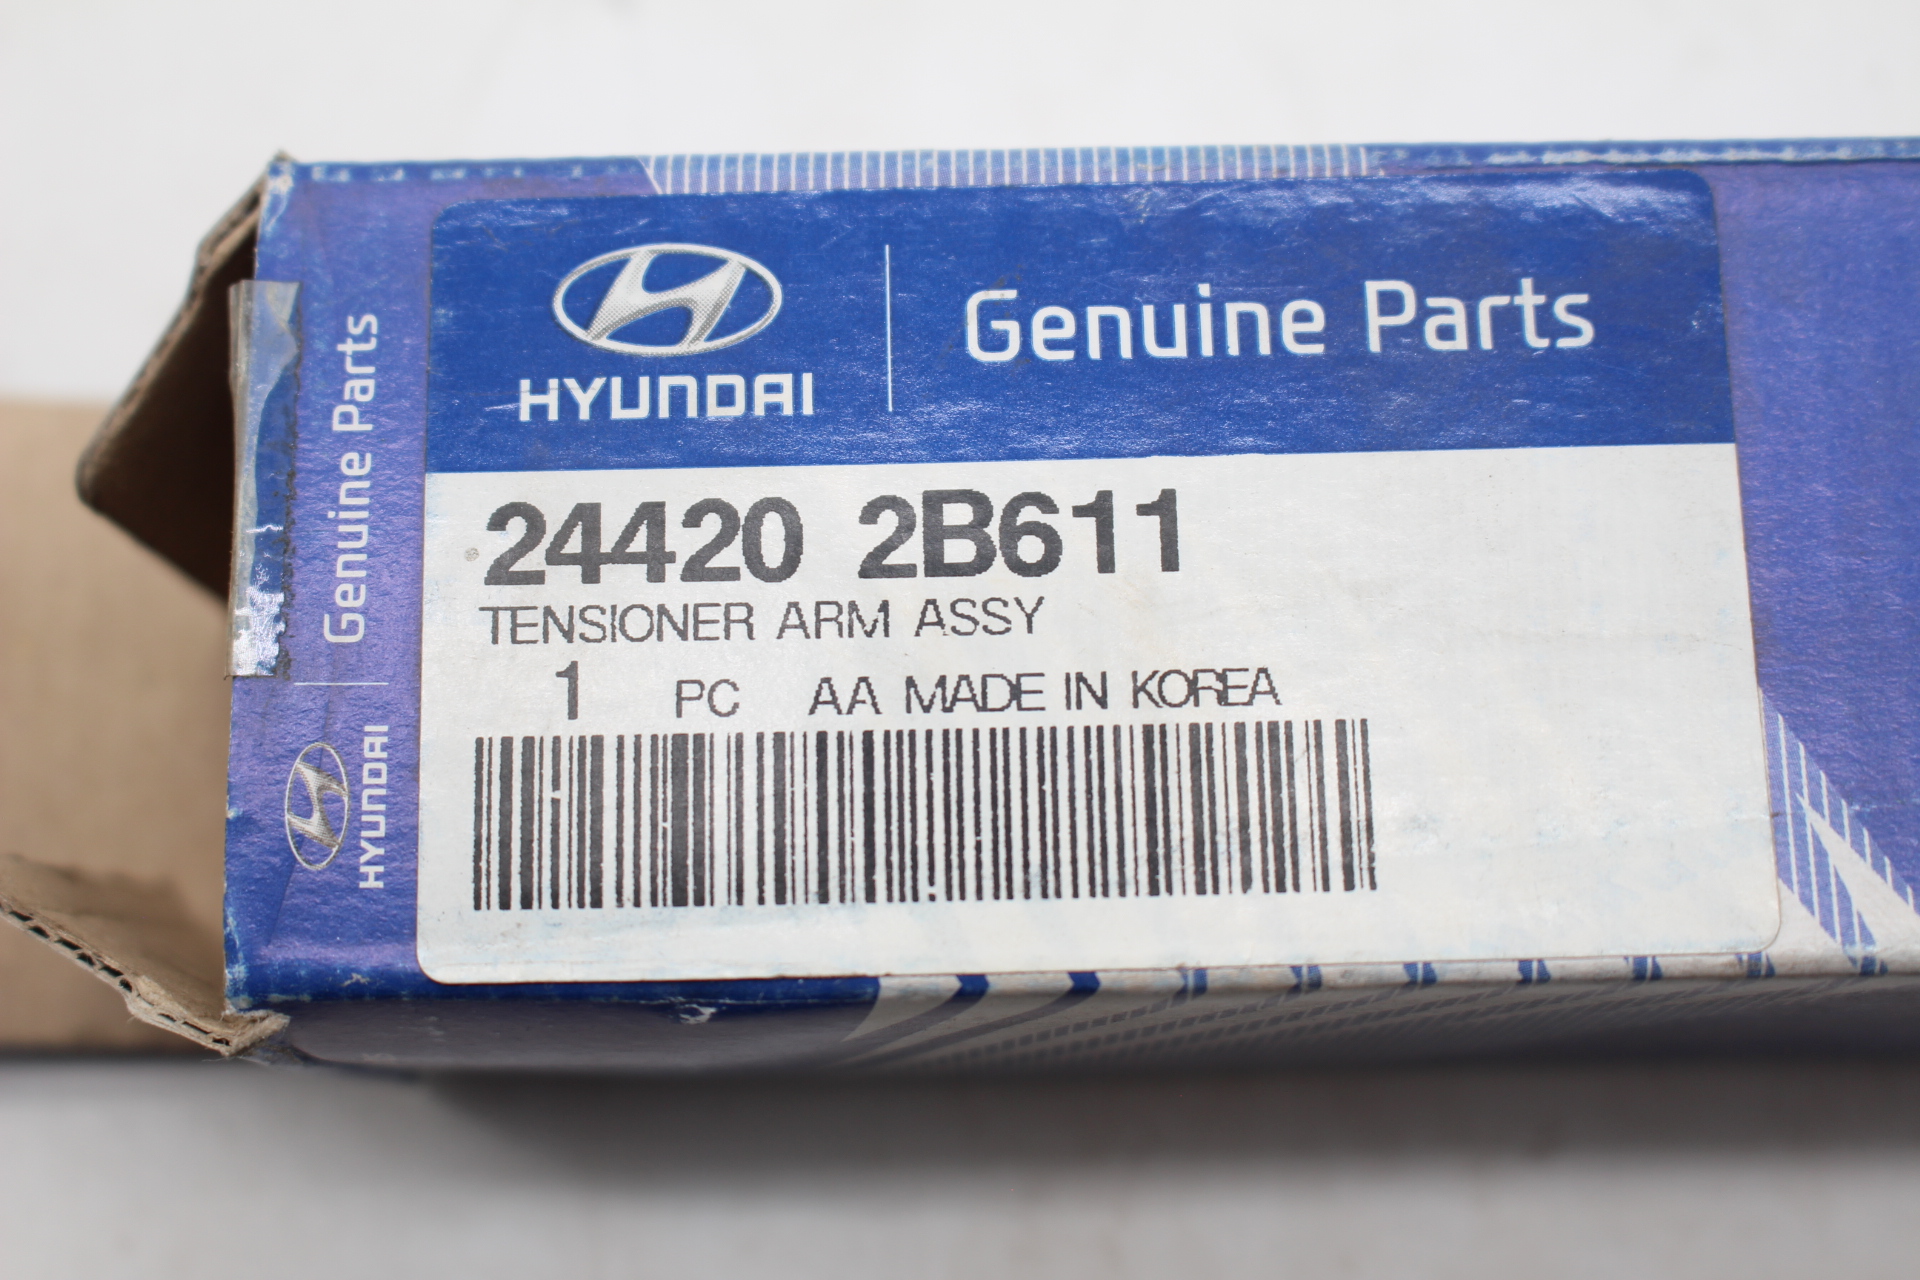 HYUNDAI
Genuine Parts
24420 2B611
TENSIONER ARM ASSY
1 PC AA MADE IN KOREA
HYUNDAI
Genuine Parts